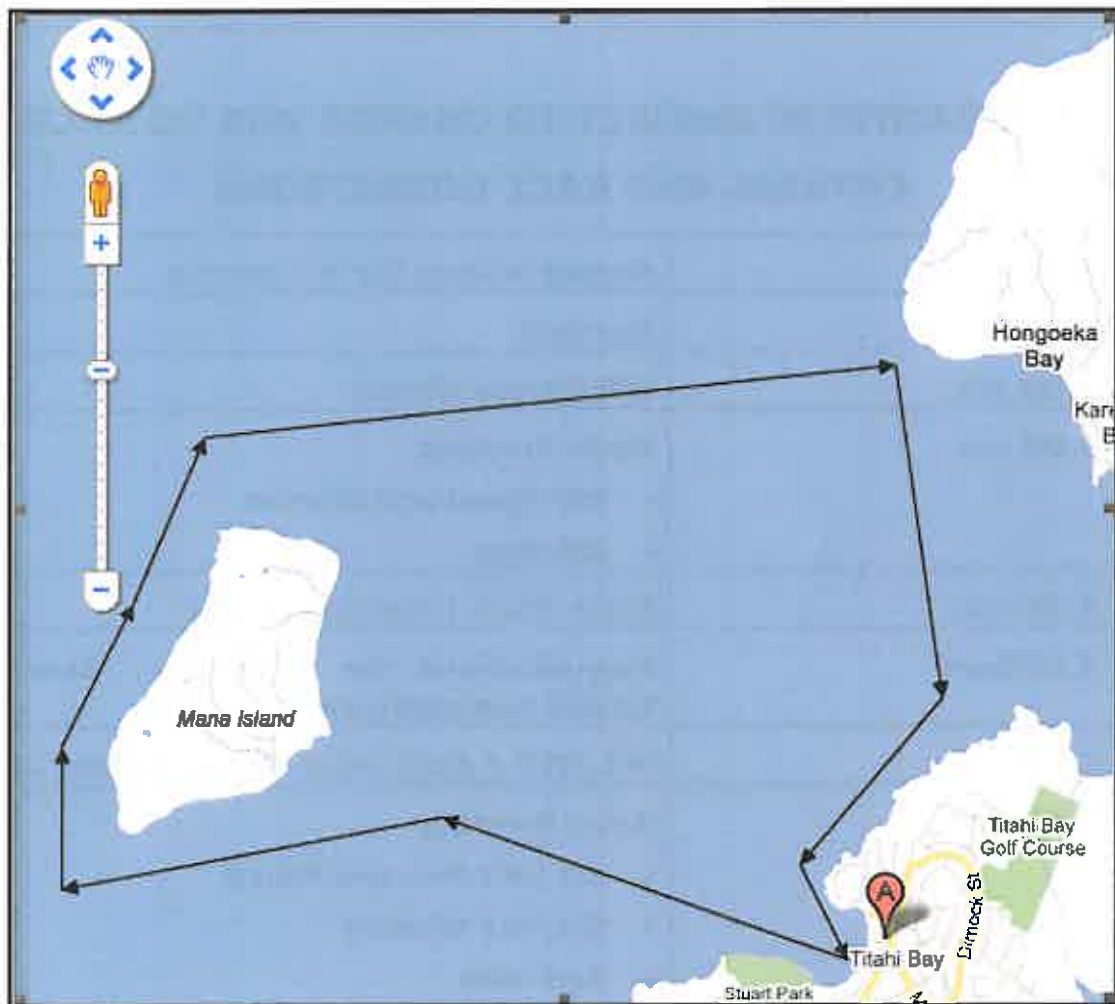 Hongoeka
Bay
Mana Island
Titahi Bay
Golf Course
Dimock St
A
Titahi Bay
Stuart Park